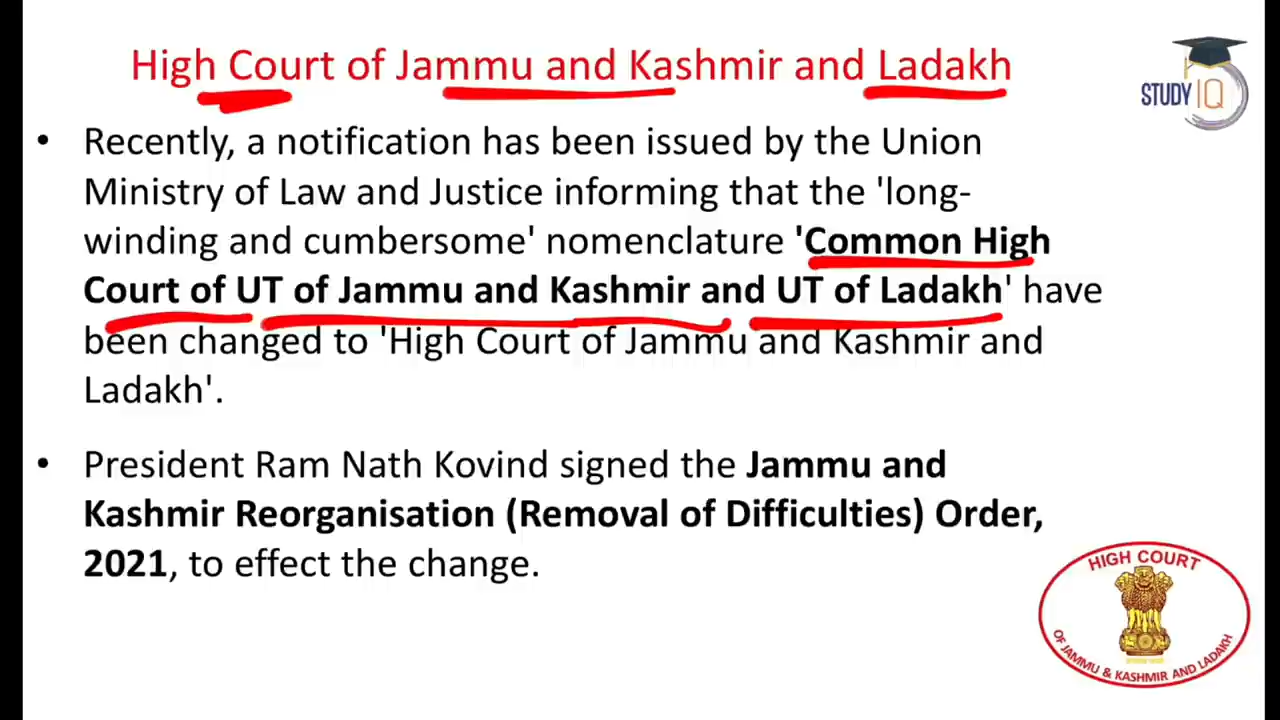 High Court of Jammu and Kashmir and Ladakh
STUDY IQ
• Recently, a notification has been issued by the Union
Ministry of Law and Justice informing that the 'long-
winding and cumbersome' nomenclature 'Common High
Court of UT of Jammu and Kashmir and UT of Ladakh' have
been changed to 'High Court of Jammu and Kashmir and
Ladakh'.
• President Ram Nath Kovind signed the Jammu and
Kashmir Reorganisation (Removal of Difficulties) Order,
2021, to effect the change.
HIGH COURT
OF JAMMU & KASHMIR AND LADAKH